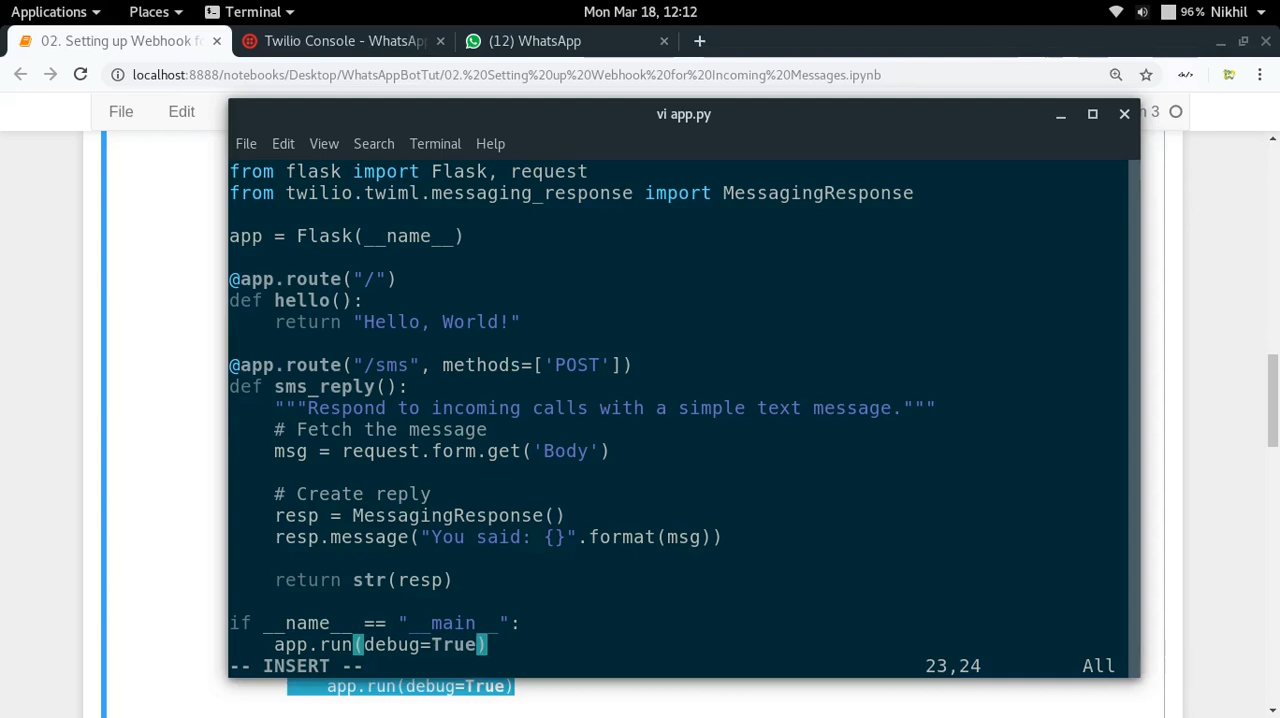 Applications Places Terminal Mon Mar 18, 12:12 96% Nikhil
02. Setting up Webhook fo Twilio Console - WhatsAp (12) WhatsApp
localhost:8888/notebooks/Desktop/WhatsAppBotTut/02.%20Setting%20up%20Webhook%20for%20Incoming%20Messages.ipynb
File Edit 3
vi app.py
File Edit View Search Terminal Help
from flask import Flask, request
from twilio.twiml.messaging_response import MessagingResponse
app = Flask(__name__)
@app.route("/")
def hello():
return "Hello, World!"
@app.route("/sms", methods=['POST'])
def sms_reply():
"""Respond to incoming calls with a simple text message."""
# Fetch the message
msg = request.form.get('Body')
# Create reply
resp = MessagingResponse()
resp.message("You said: {}".format(msg))
return str(resp)
if __name__ == "__main__":
app.run(debug=True)
-- INSERT -- 23,24 All
app.run(debug=True)